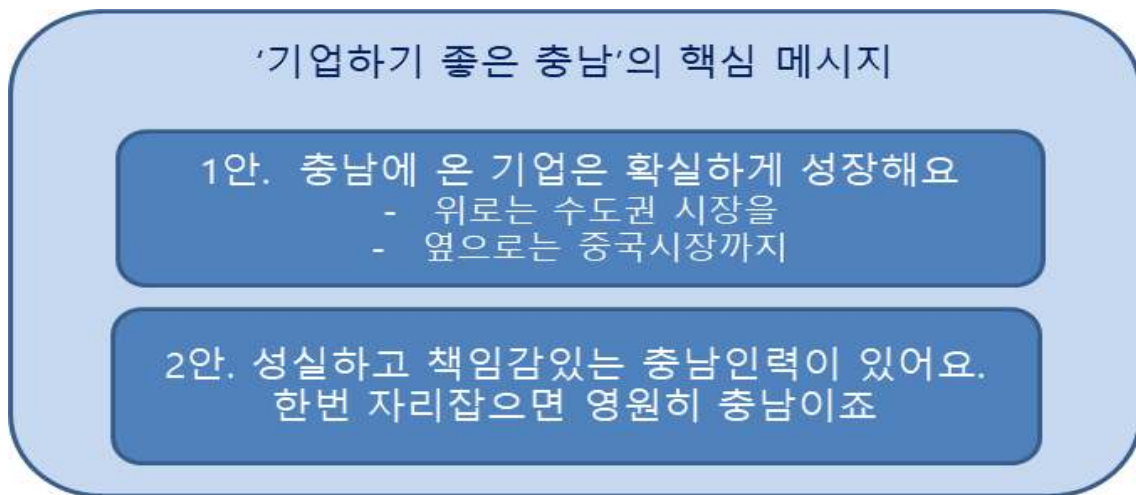 ‘기업하기 좋은 충남’의 핵심 메시지
1안. 충남에 온 기업은 확실하게 성장해요
- 위로는 수도권 시장을
- 옆으로는 중국시장까지
2안. 성실하고 책임감있는 충남인력이 있어요.
한번 자리잡으면 영원히 충남이죠